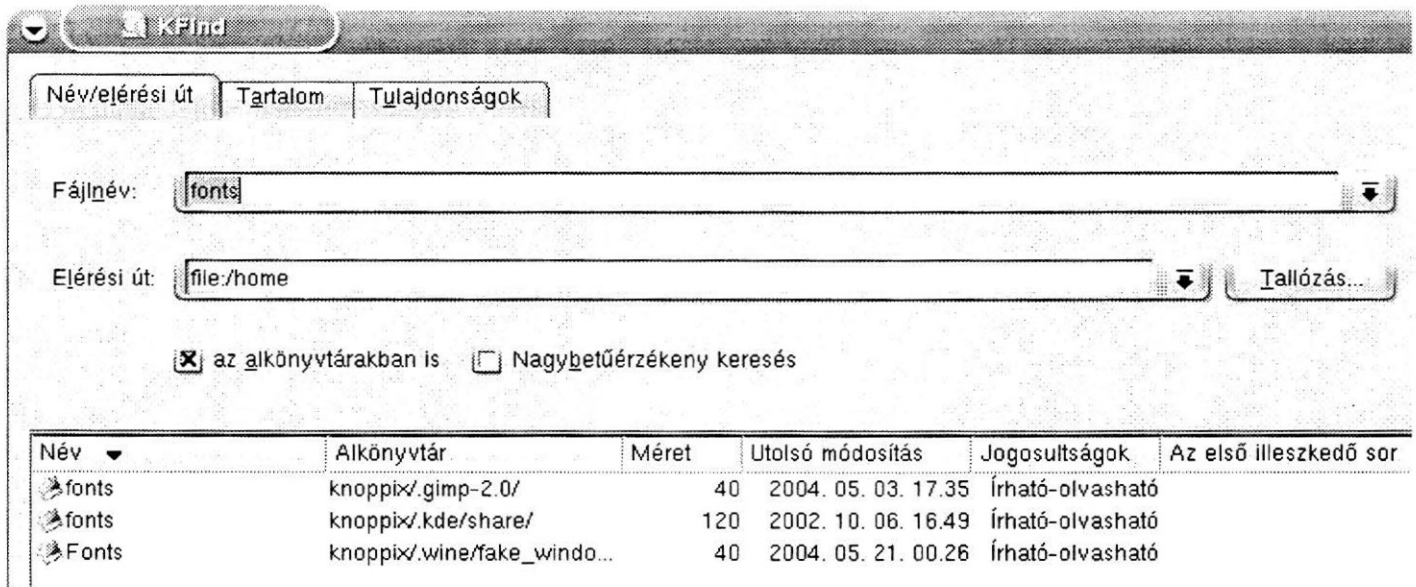 KFind
Név/elérési út Tartalom Tulajdonságok
Fájlnév: fonts
Elérési út: file:/home Tallózás...
az alkönyvtárakban is Nagybetűérzékeny keresés
Név Alkönyvtár Méret Utolsó módosítás Jogosultságok Az első illeszkedő sor
fonts knoppix/.gimp-2.0/ 40 2004. 05. 03. 17.35 Írható-olvasható
fonts knoppix/.kde/share/ 120 2002. 10. 06. 16.49 Írható-olvasható
Fonts knoppix/.wine/fake_windo... 40 2004. 05. 21. 00.26 Írható-olvasható